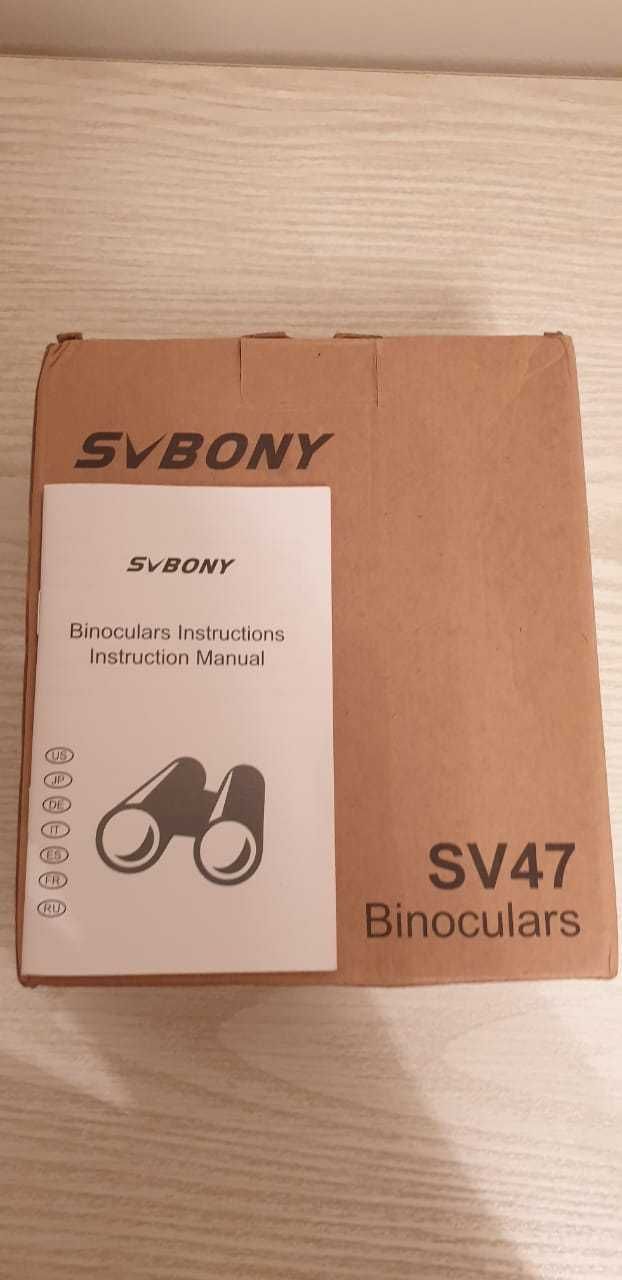 SVBONY
SVBONY
Binoculars Instructions
Instruction Manual
US
JP
DE
IT
ES
FR
RU
SV47
Binoculars